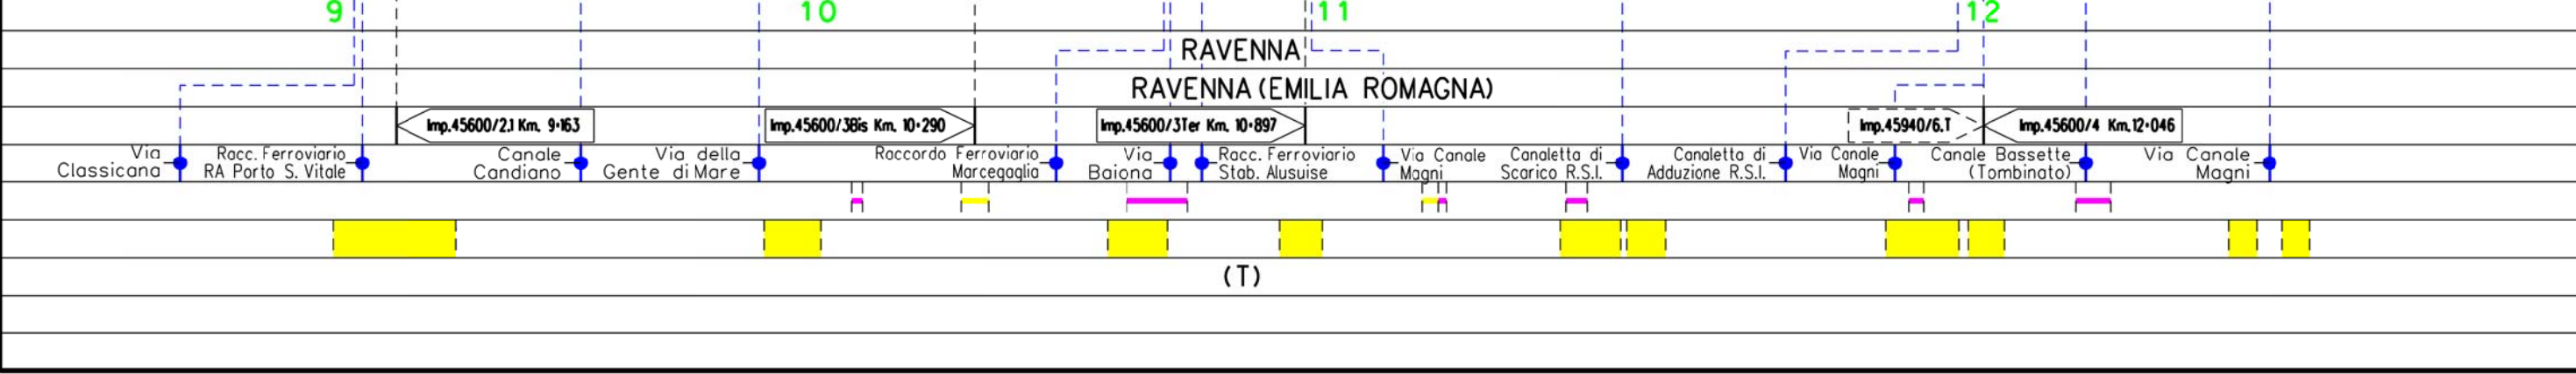 9 10 11 12
RAVENNA
RAVENNA (EMILIA ROMAGNA)
Imp.45600/2.1 Km. 9+163
Imp.45600/3Bis Km. 10+290
Imp.45600/3Ter Km. 10+897
Imp.45940/6.T
Imp.45600/4 Km.12+046
Via
Classicana
Racc. Ferroviario
RA Porto S. Vitale
Canale
Candiano
Via della
Gente di Mare
Raccordo Ferroviario
Marcegaglia
Via
Baiona
Racc. Ferroviario
Stab. Alusuise
Via Canale
Magni
Canaletta di
Scarico R.S.I.
Canaletta di
Adduzione R.S.I.
Via Canale
Magni
Canale Bassette
(Tombinato)
Via Canale
Magni
(T)